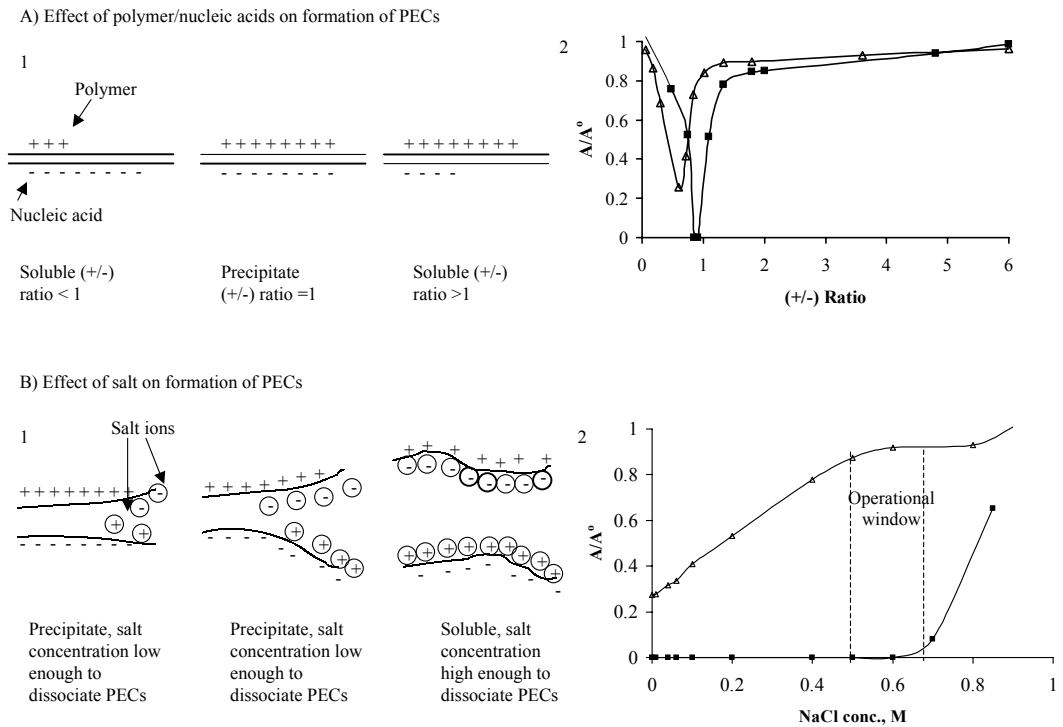 A) Effect of polymer/nucleic acids on formation of PECs
1
Polymer
+ + +
- - - - - - - -
Nucleic acid
+ + + + + + + +
- - - - - - - -
+ + + + + + + +
- - - -
Soluble (+/-)
ratio < 1
Precipitate
(+/-) ratio =1
Soluble (+/-)
ratio >1
2
A/Aº
1
0.8
0.6
0.4
0.2
0
0 1 2 3 4 5 6
(+/-) Ratio
B) Effect of salt on formation of PECs
1
Salt ions
Precipitate, salt
concentration low
enough to
dissociate PECs
Precipitate, salt
concentration low
enough to
dissociate PECs
Soluble, salt
concentration
high enough to
dissociate PECs
2
A/Aº
1
0.8
0.6
0.4
0.2
0
Operational
window
0 0.2 0.4 0.6 0.8 1
NaCl conc., M